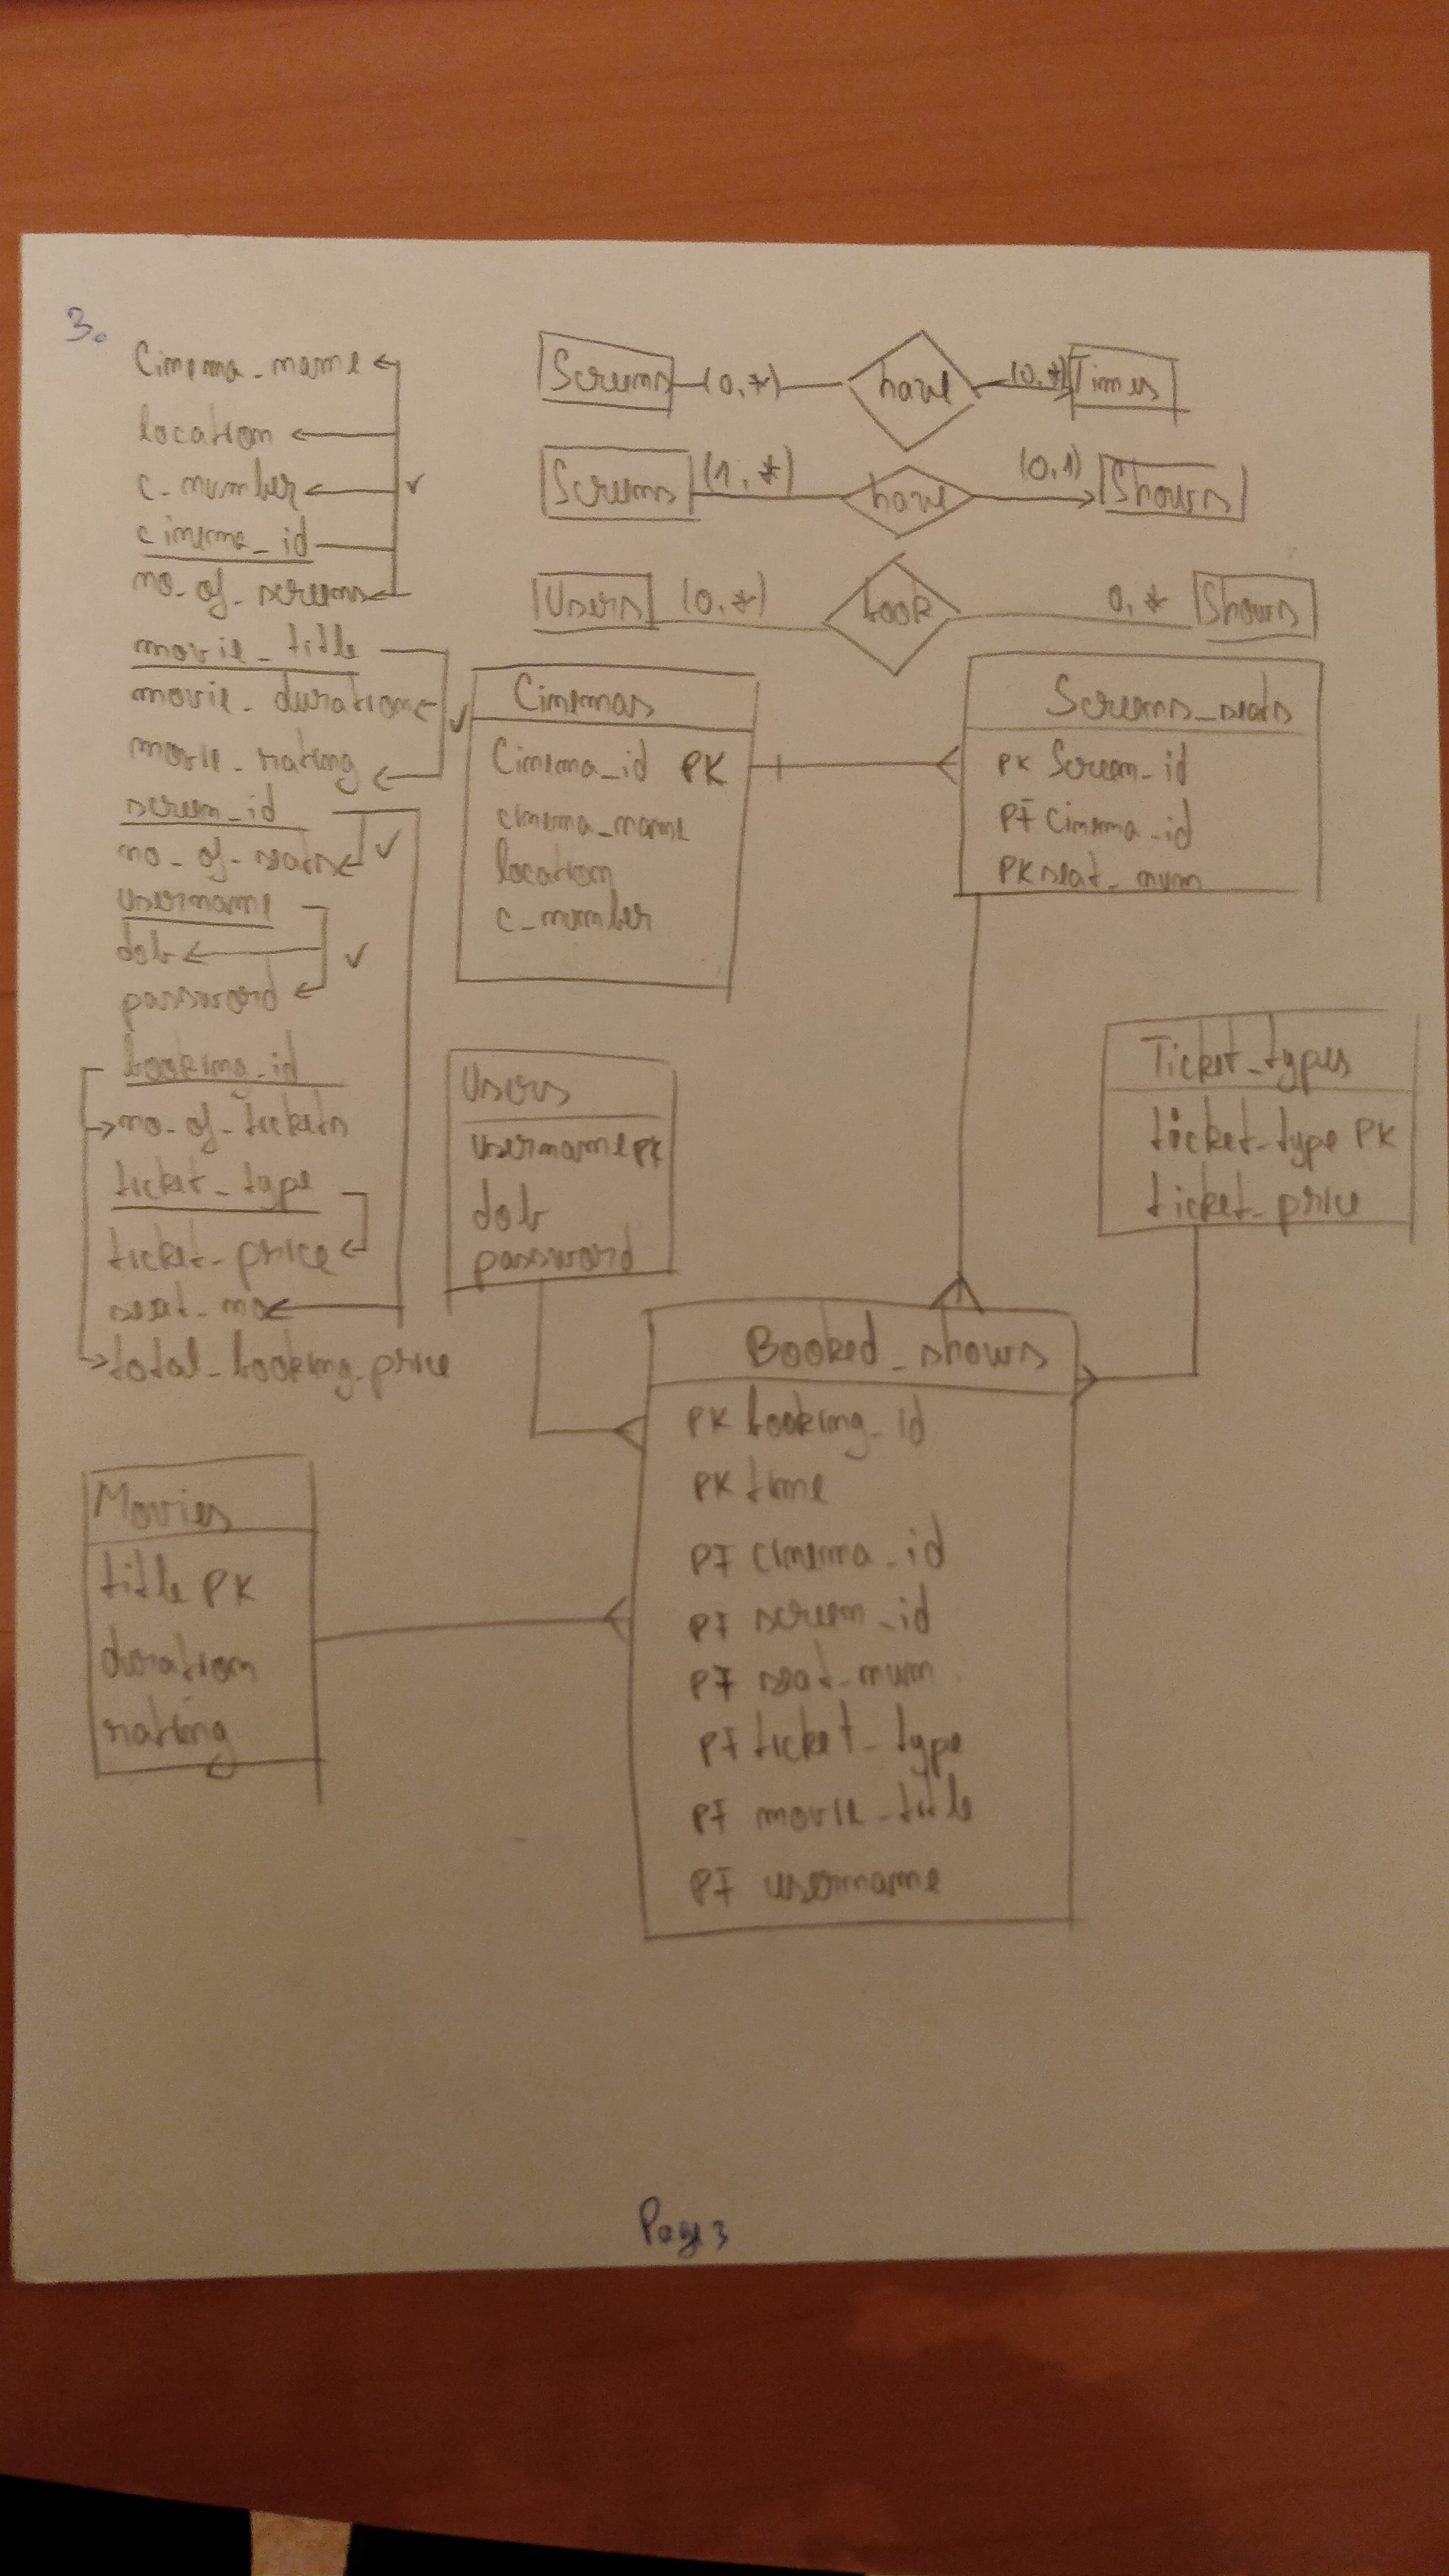 3.
Cinema_name
location
c_number
cinema_id
no_of_screens
movie_title
movie_duration
movie_rating
screen_id
no_of_seats
username
dob
password
booking_id
no_of_tickets
ticket_type
ticket_price
seat_no
total_booking_price
Screens (0,*) have (0,*) Times
Screens (1,*) have (0,1) Shows
Users (0,*) book 0,* Shows
Cinemas
Cinema_id PK
cinema_name
location
c_number
Screens_seats
PK Screen_id
PF Cinema_id
PK seat_num
Users
username PK
dob
password
Ticket_types
ticket_type PK
ticket_price
Movies
title PK
duration
rating
Booked_shows
PK booking_id
PK time
PF cinema_id
PF screen_id
PF seat_num
PF ticket_type
PF movie_title
PF username
Page 3